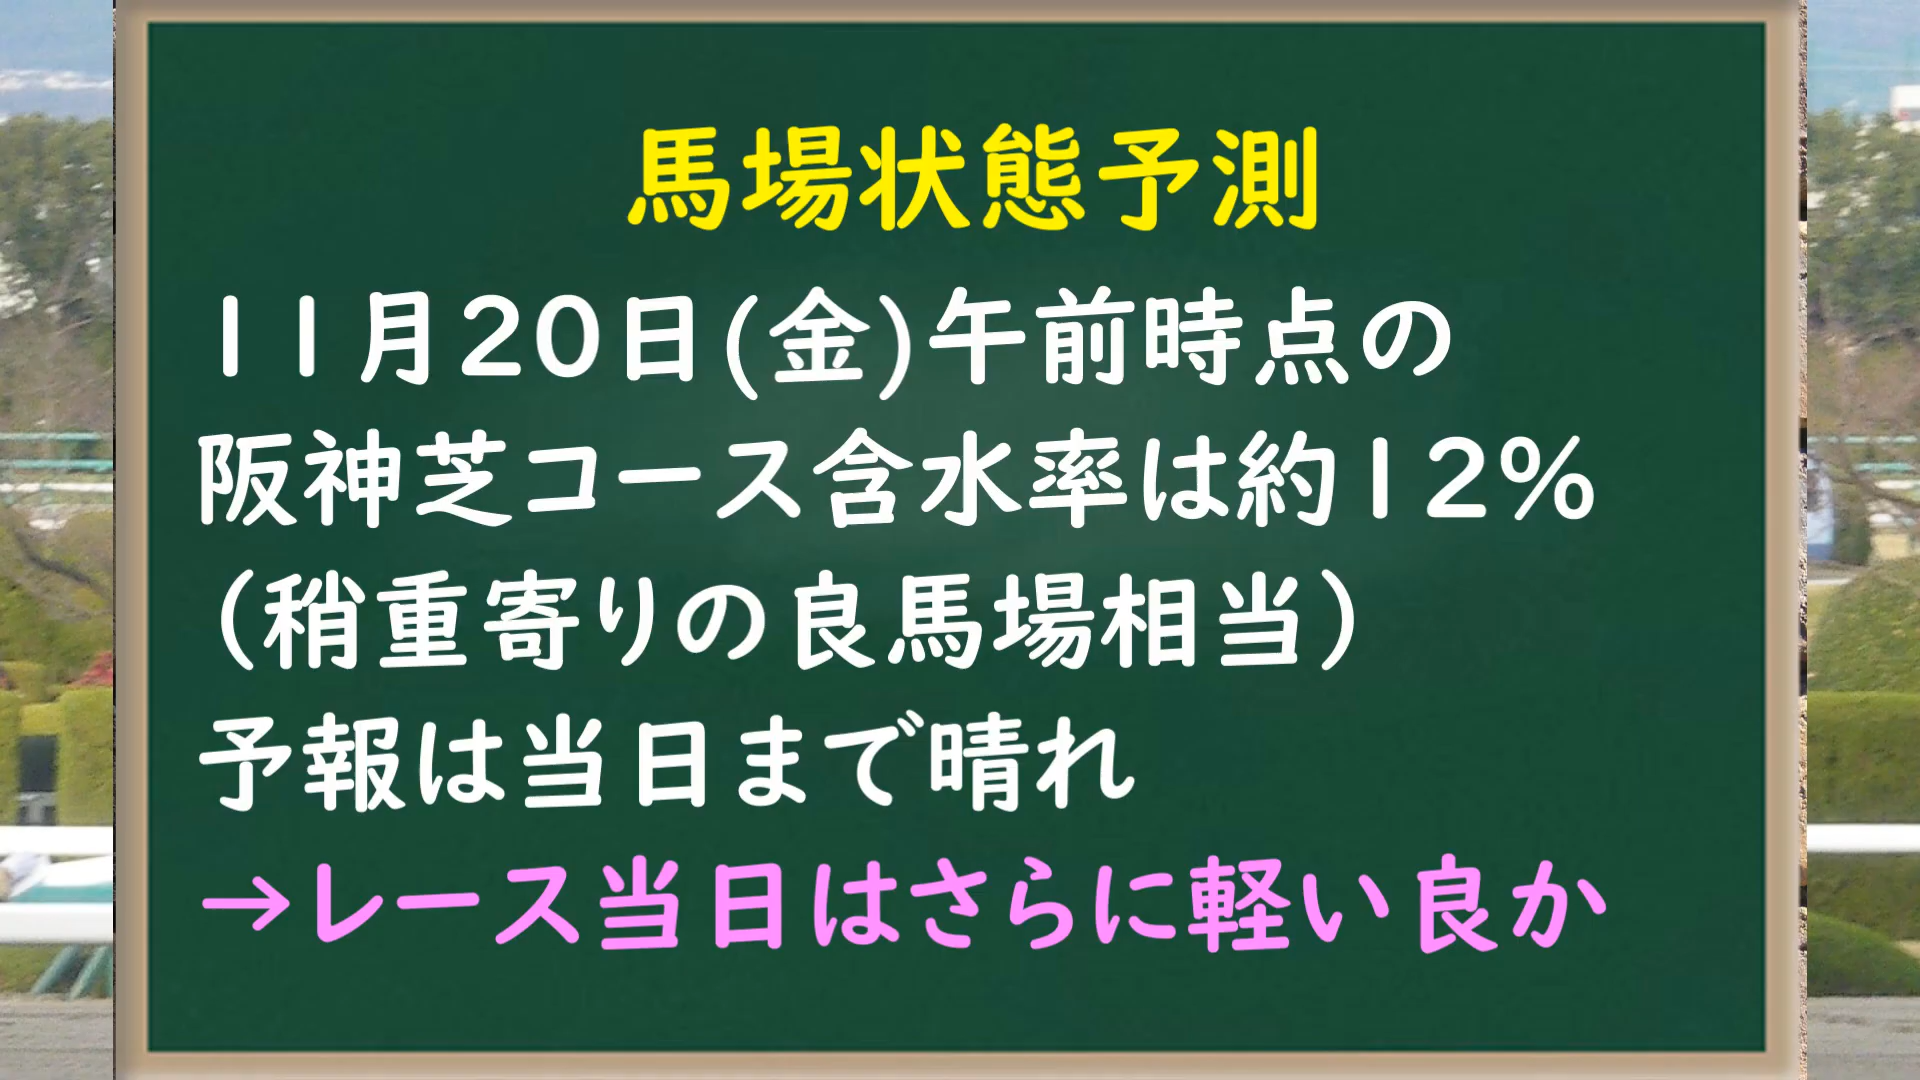 馬場状態予測
11月20日(金)午前時点の
阪神芝コース含水率は約12%
（稍重寄りの良馬場相当）
予報は当日まで晴れ
→レース当日はさらに軽い良か